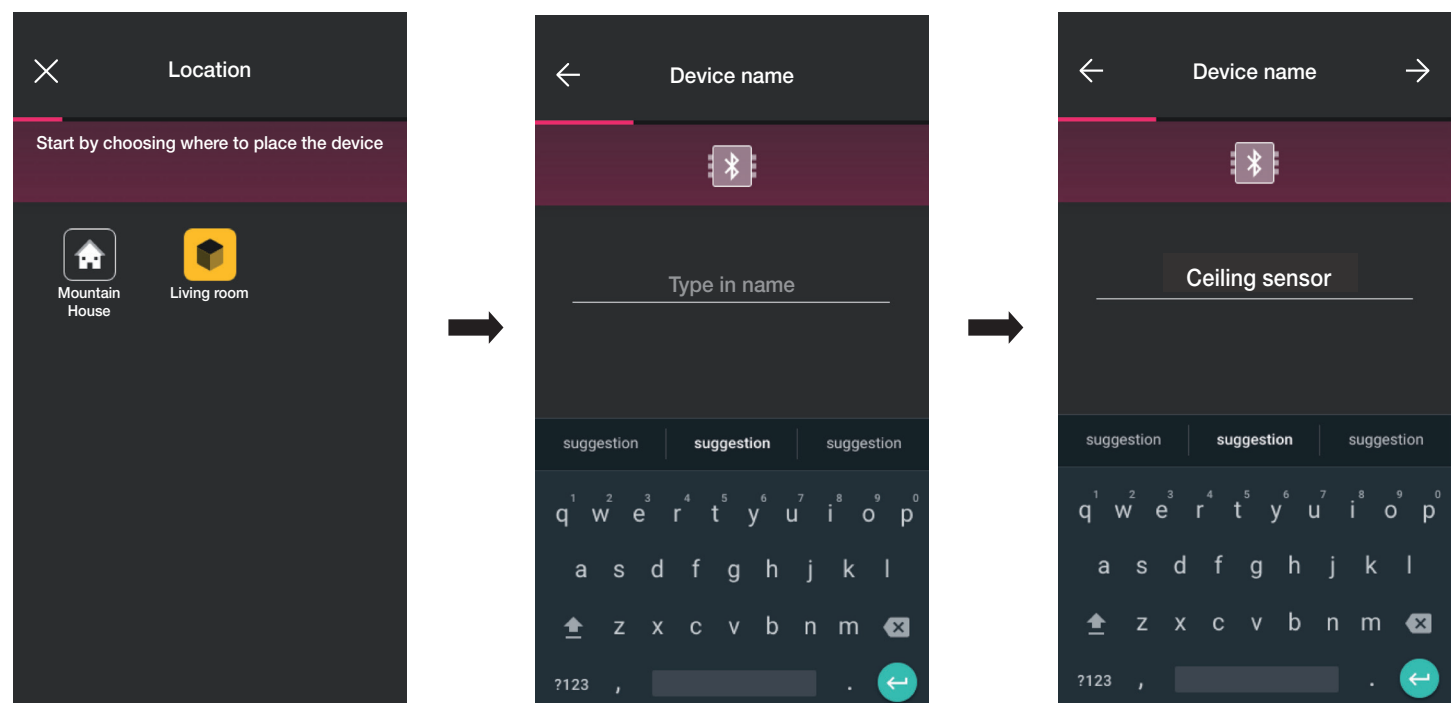 Location
Start by choosing where to place the device
Mountain
House
Living room
Device name
Type in name
suggestion suggestion suggestion
1 2 3 4 5 6 7 8 9 0
q w e r t y u i o p
a s d f g h j k l
z x c v b n m
?123 , .
Device name
Ceiling sensor
suggestion suggestion suggestion
1 2 3 4 5 6 7 8 9 0
q w e r t y u i o p
a s d f g h j k l
z x c v b n m
?123 , .